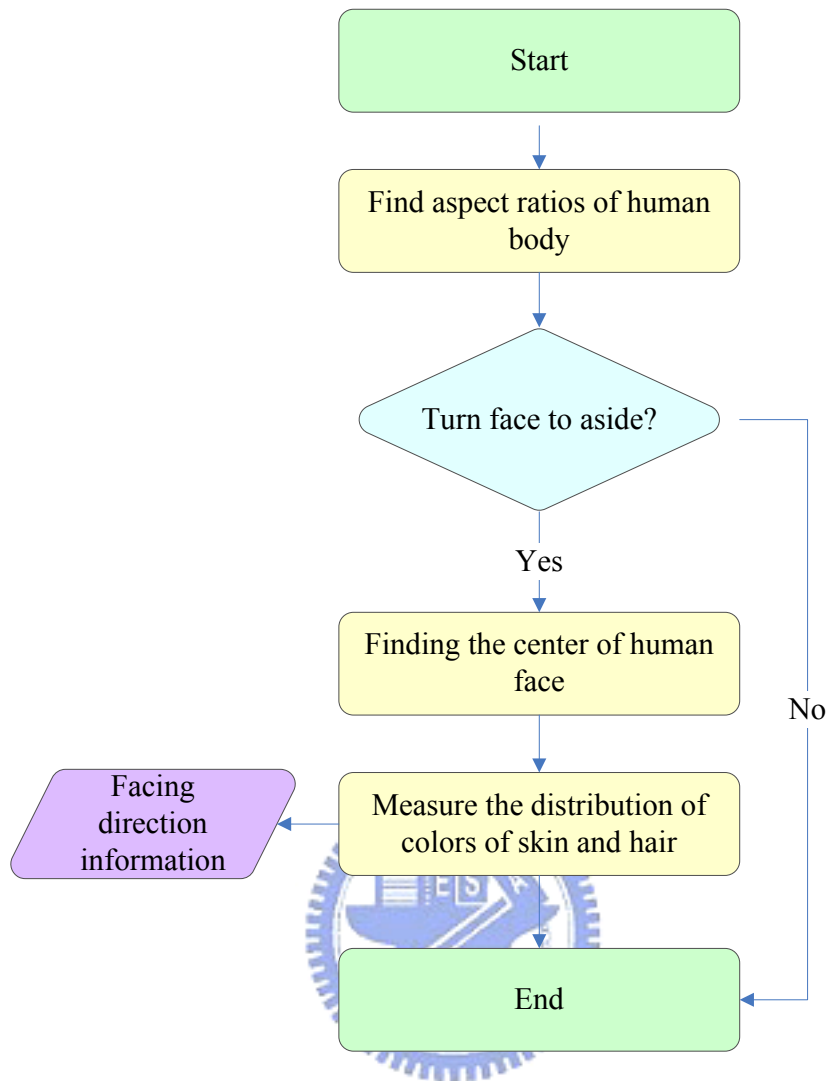 Start
Find aspect ratios of human
body
Turn face to aside?
Yes
Finding the center of human
face
No
Facing
direction
information
Measure the distribution of
colors of skin and hair
E S
End